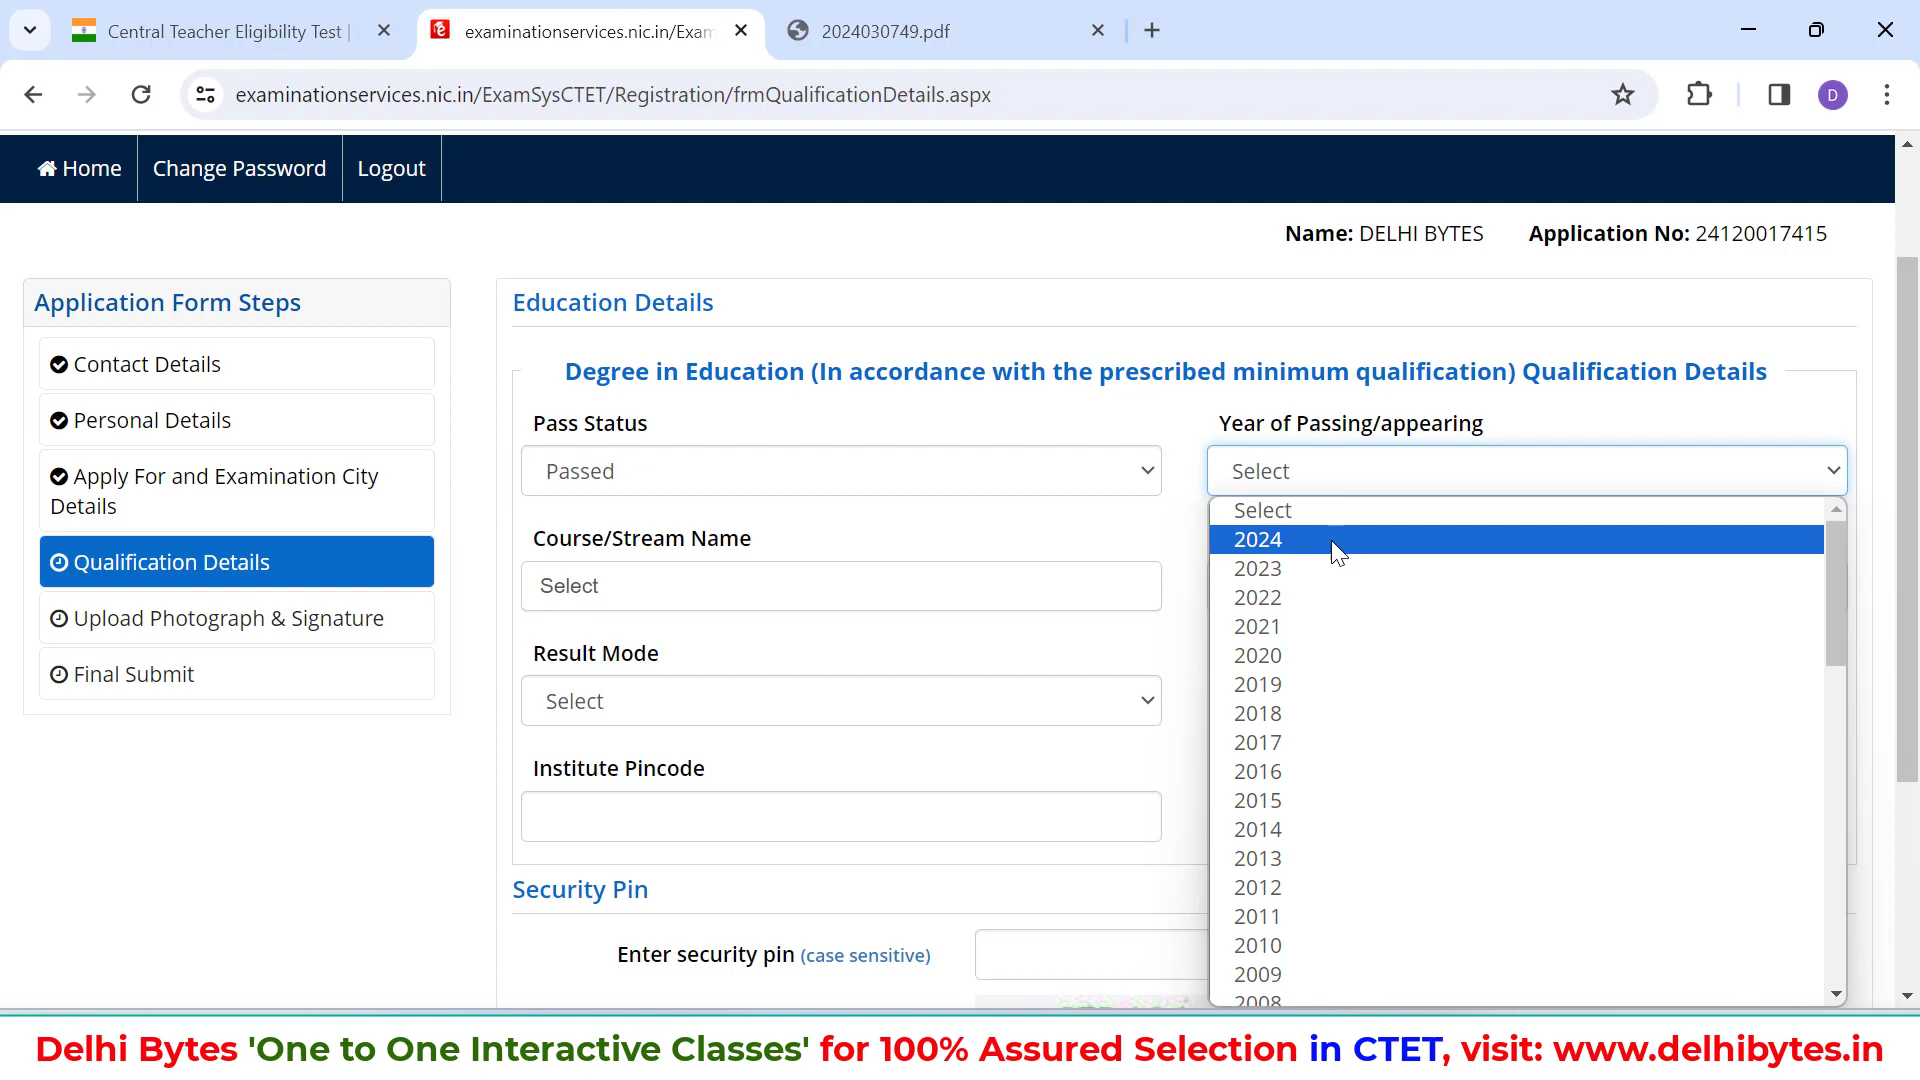 Central Teacher Eligibility Test |
examinationservices.nic.in/Exam
2024030749.pdf
examinationservices.nic.in/ExamSysCTET/Registration/frmQualificationDetails.aspx
D
Home
Change Password
Logout
Name: DELHI BYTES
Application No: 24120017415
Application Form Steps
Contact Details
Personal Details
Apply For and Examination City
Details
Qualification Details
Upload Photograph & Signature
Final Submit
Education Details
Degree in Education (In accordance with the prescribed minimum qualification) Qualification Details
Pass Status
Passed
Year of Passing/appearing
Select
Select
2024
2023
2022
2021
2020
2019
2018
2017
2016
2015
2014
2013
2012
2011
2010
2009
2008
Course/Stream Name
Select
Result Mode
Select
Institute Pincode
Security Pin
Enter security pin (case sensitive)
Delhi Bytes 'One to One Interactive Classes' for 100% Assured Selection in CTET, visit: www.delhibytes.in